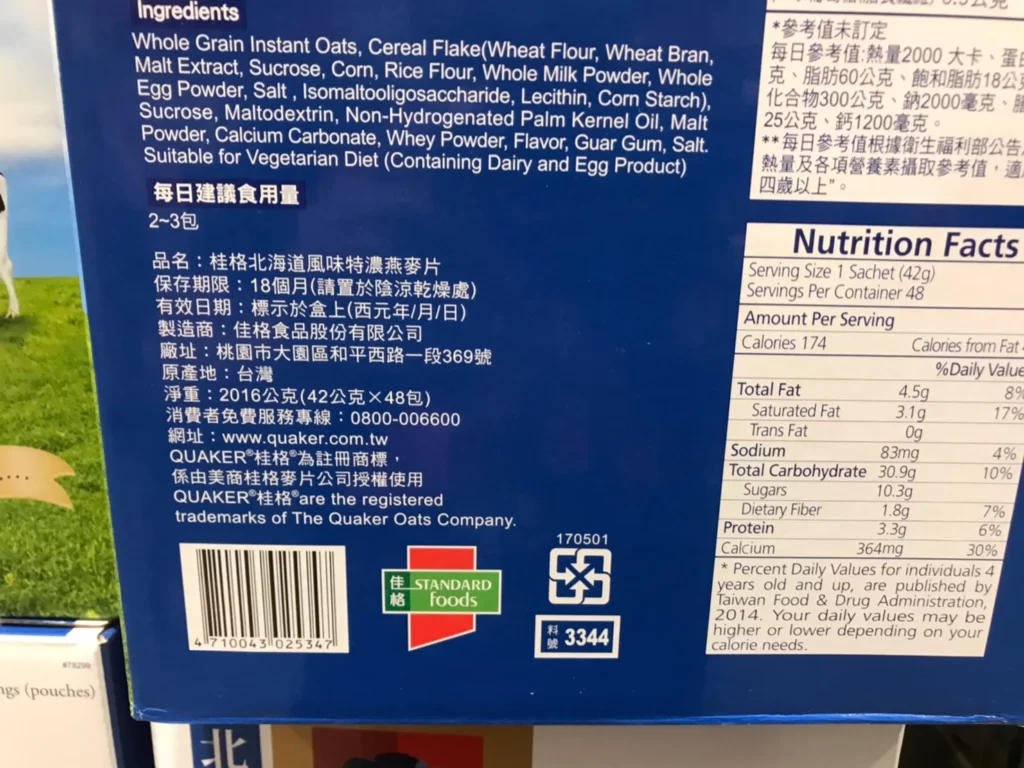 Ingredients
Whole Grain Instant Oats, Cereal Flake(Wheat Flour, Wheat Bran,
Malt Extract, Sucrose, Corn, Rice Flour, Whole Milk Powder, Whole
Egg Powder, Salt , Isomaltooligosaccharide, Lecithin, Corn Starch),
Sucrose, Maltodextrin, Non-Hydrogenated Palm Kernel Oil, Malt
Powder, Calcium Carbonate, Whey Powder, Flavor, Guar Gum, Salt.
Suitable for Vegetarian Diet (Containing Dairy and Egg Product)
每日建議食用量
2~3包
品名：桂格北海道風味特濃燕麥片
保存期限：18個月(請置於陰涼乾燥處)
有效日期：標示於盒上(西元年/月/日)
製造商：佳格食品股份有限公司
廠址：桃園市大園區和平西路一段369號
原產地：台灣
淨重：2016公克(42公克×48包)
消費者免費服務專線：0800-006600
網址：www.quaker.com.tw
QUAKER®桂格®為註冊商標，
係由美商桂格麥片公司授權使用
QUAKER®桂格®are the registered
trademarks of The Quaker Oats Company.
4 710043 025347
佳格 STANDARD
foods
170501
料號 3344
*參考值未訂定
每日參考值:熱量2000 大卡、蛋
克、脂肪60公克、飽和脂肪18公
化合物300公克、鈉2000毫克、
25公克、鈣1200毫克。
**每日參考值根據衛生福利部公告
熱量及各項營養素攝取參考值，適
四歲以上"。
Nutrition Facts
Serving Size 1 Sachet (42g)
Servings Per Container 48
Amount Per Serving
Calories 174 Calories from Fat
%Daily Value
Total Fat 4.5g 8%
Saturated Fat 3.1g 17%
Trans Fat 0g
Sodium 83mg 4%
Total Carbohydrate 30.9g 10%
Sugars 10.3g
Dietary Fiber 1.8g 7%
Protein 3.3g 6%
Calcium 364mg 30%
* Percent Daily Values for individuals 4
years old and up, are published by
Taiwan Food & Drug Administration,
2014. Your daily values may be
higher or lower depending on your
calorie needs.
#78299
ngs (pouches)
北